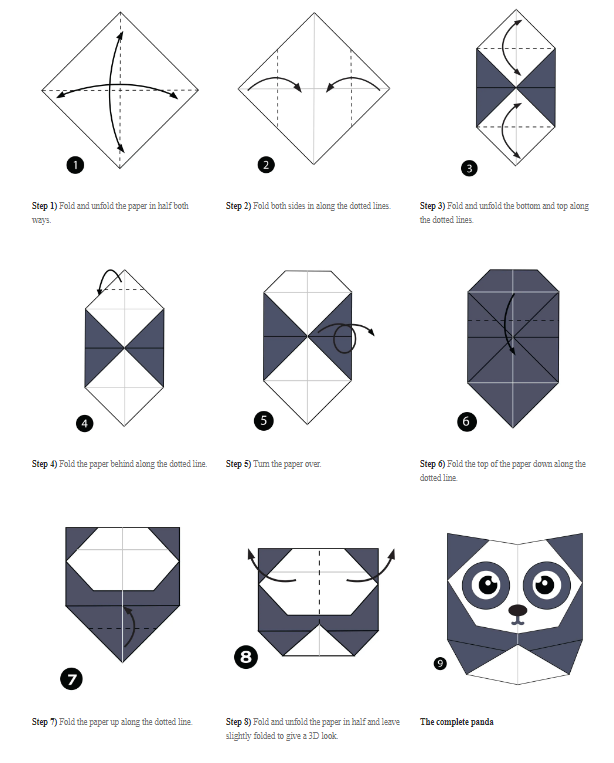 1
2
3
Step 1) Fold and unfold the paper in half both
ways.
Step 2) Fold both sides in along the dotted lines.
Step 3) Fold and unfold the bottom and top along
the dotted lines.
4
5
6
Step 4) Fold the paper behind along the dotted line.
Step 5) Turn the paper over.
Step 6) Fold the top of the paper down along the
dotted line.
7
8
9
Step 7) Fold the paper up along the dotted line.
Step 8) Fold and unfold the paper in half and leave
slightly folded to give a 3D look.
The complete panda